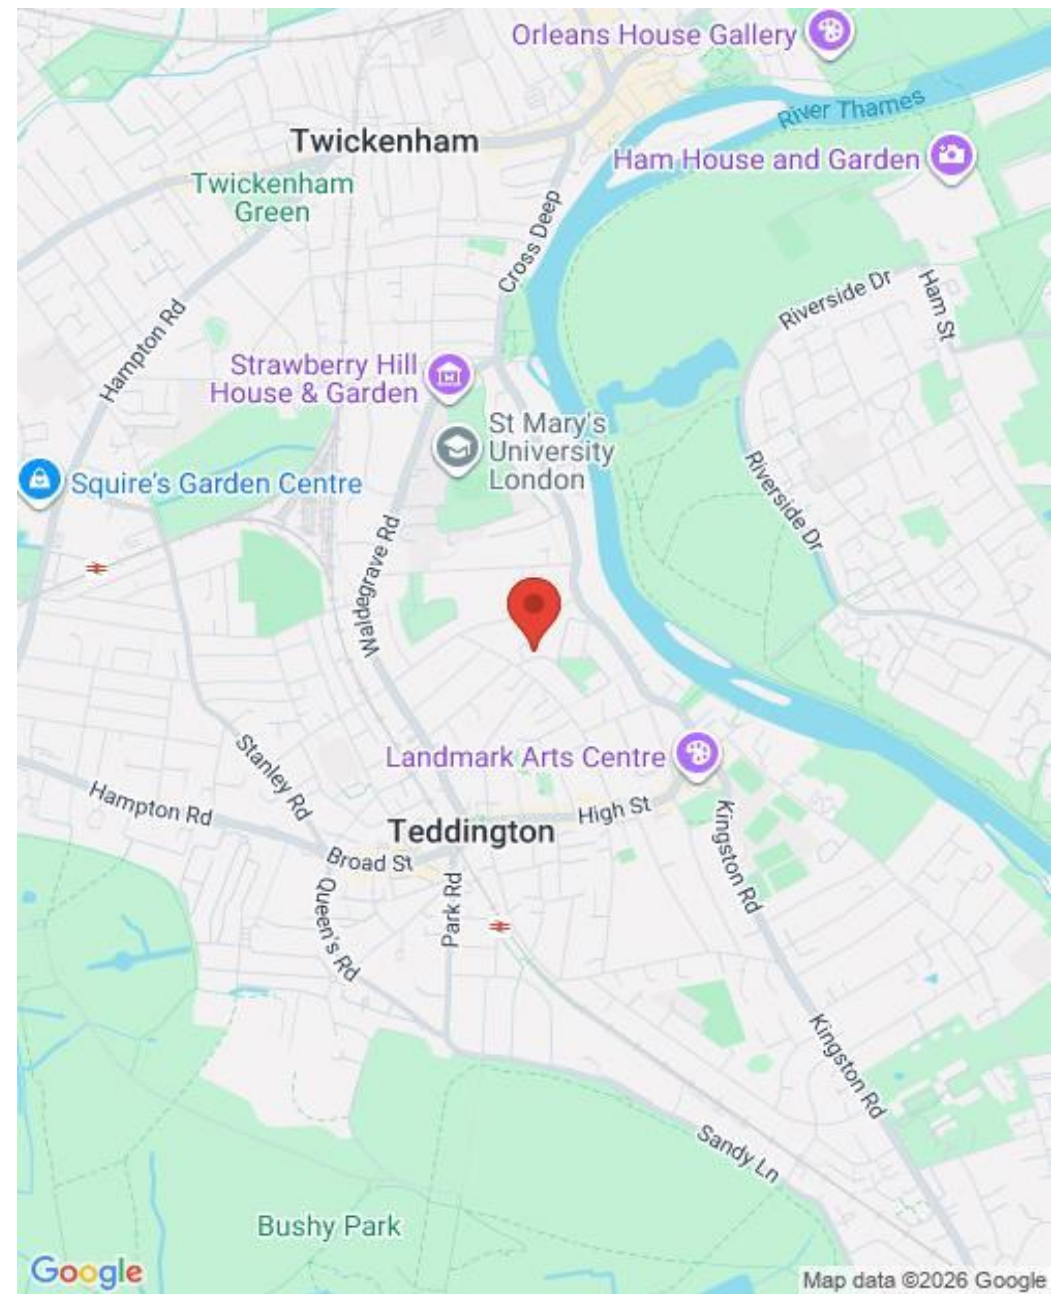 Orleans House Gallery
River Thames
Twickenham
Ham House and Garden
Twickenham
Green
Cross Deep
Riverside Dr
Ham St
Hampton Rd
Strawberry Hill
House & Garden
St Mary's
University
London
Squire's Garden Centre
Riverside Dr
Waldegrave Rd
Landmark Arts Centre
Stanley Rd
Hampton Rd
High St
Kingston Rd
Teddington
Broad St
Queen's Rd
Park Rd
Kingston Rd
Sandy Ln
Bushy Park
Google
Map data ©2026 Google